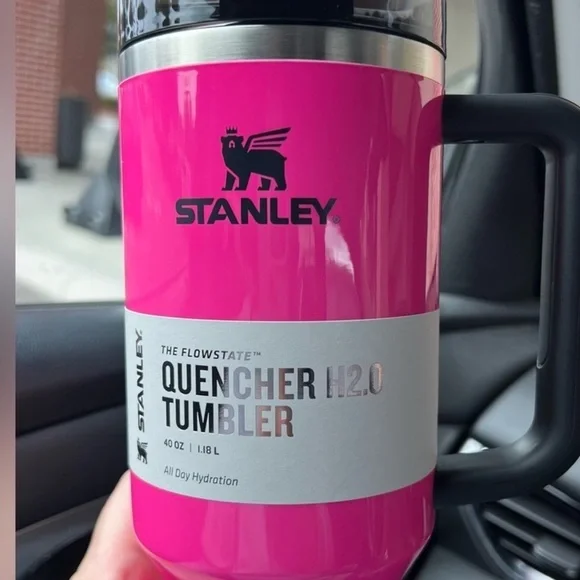 STANLEY®
STANLEY.
THE FLOWSTATE™
QUENCHER H2.0
TUMBLER
40 OZ | 1.18 L
All Day Hydration